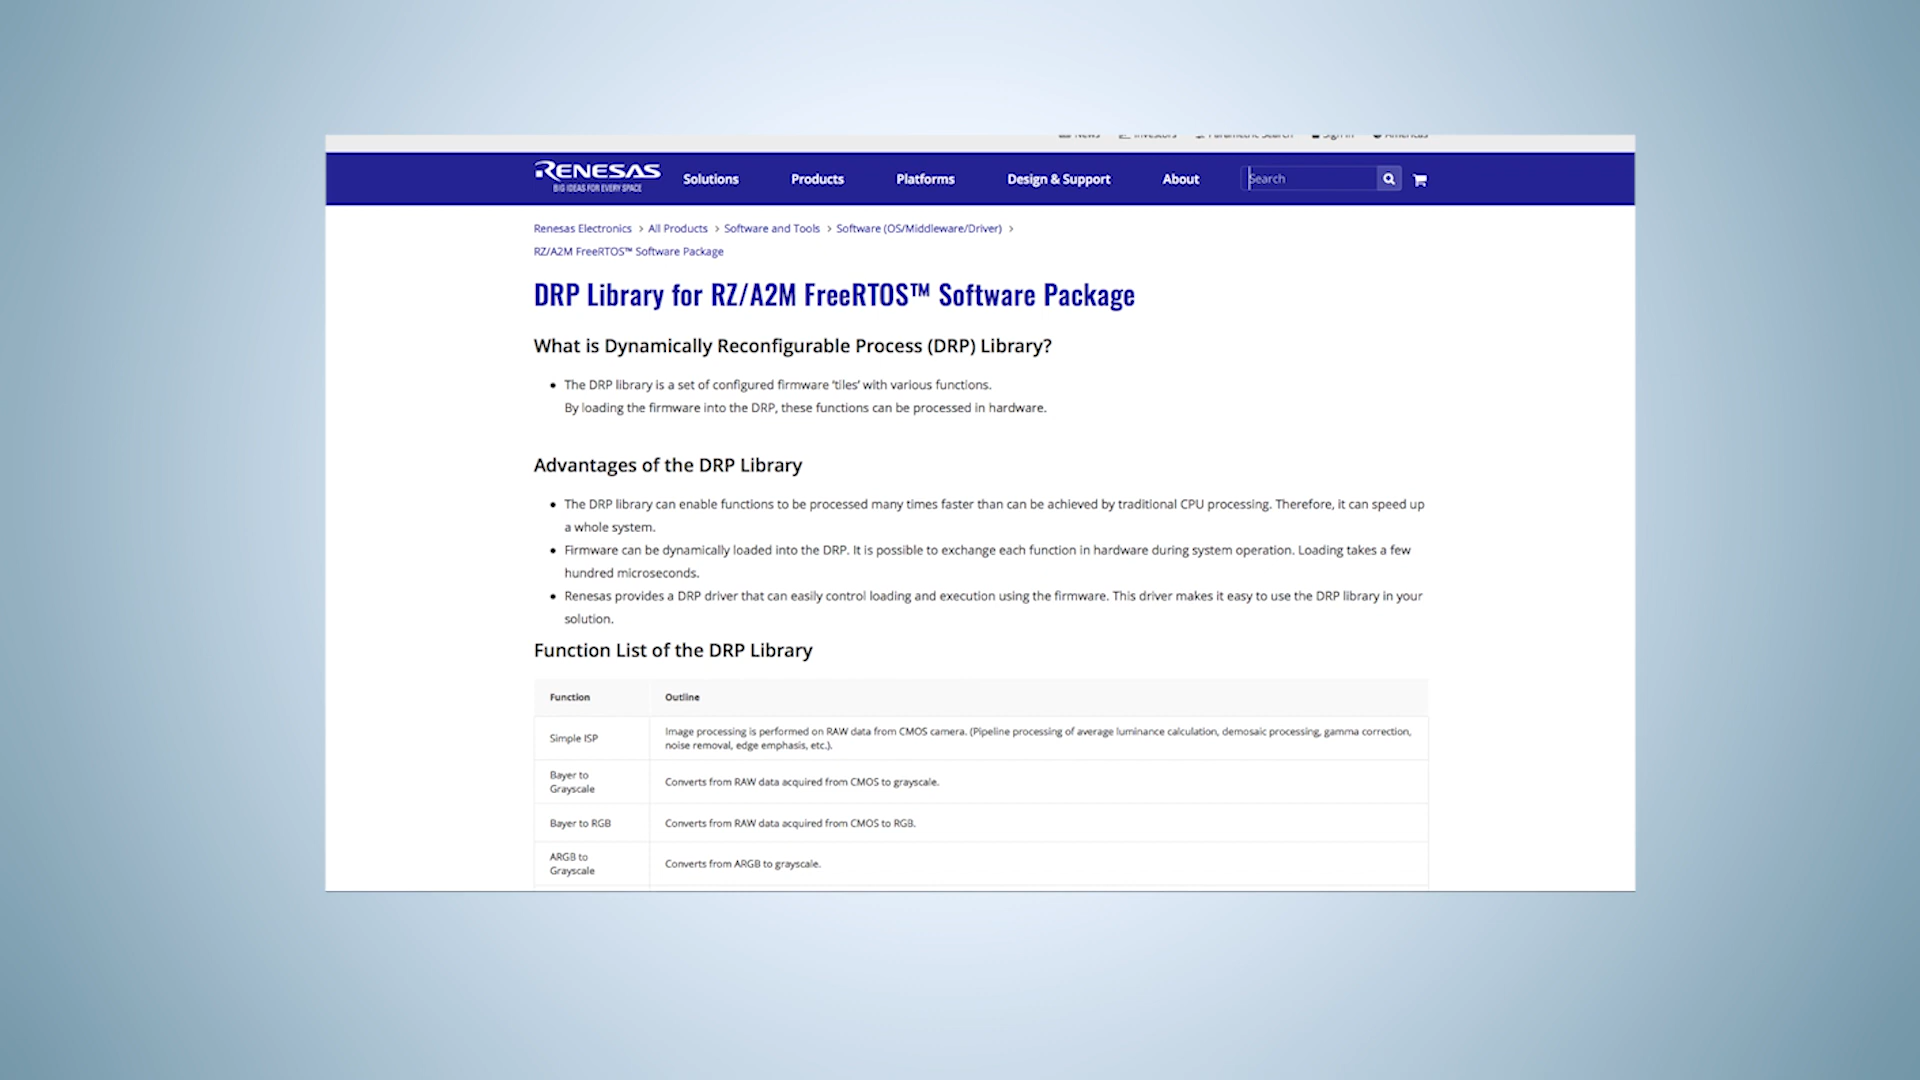 News Investors Parametric Search Sign In Americas
RENESAS
BIG IDEAS FOR EVERY SPACE
Solutions Products Platforms Design & Support About Search
Renesas Electronics > All Products > Software and Tools > Software (OS/Middleware/Driver) >
RZ/A2M FreeRTOS™ Software Package
DRP Library for RZ/A2M FreeRTOS™ Software Package
What is Dynamically Reconfigurable Process (DRP) Library?
• The DRP library is a set of configured firmware ‘tiles’ with various functions.
By loading the firmware into the DRP, these functions can be processed in hardware.
Advantages of the DRP Library
• The DRP library can enable functions to be processed many times faster than can be achieved by traditional CPU processing. Therefore, it can speed up
a whole system.
• Firmware can be dynamically loaded into the DRP. It is possible to exchange each function in hardware during system operation. Loading takes a few
hundred microseconds.
• Renesas provides a DRP driver that can easily control loading and execution using the firmware. This driver makes it easy to use the DRP library in your
solution.
Function List of the DRP Library
Function Outline
Simple ISP
Image processing is performed on RAW data from CMOS camera. (Pipeline processing of average luminance calculation, demosaic processing, gamma correction,
noise removal, edge emphasis, etc.).
Bayer to
Grayscale
Converts from RAW data acquired from CMOS to grayscale.
Bayer to RGB
Converts from RAW data acquired from CMOS to RGB.
ARGB to
Grayscale
Converts from ARGB to grayscale.